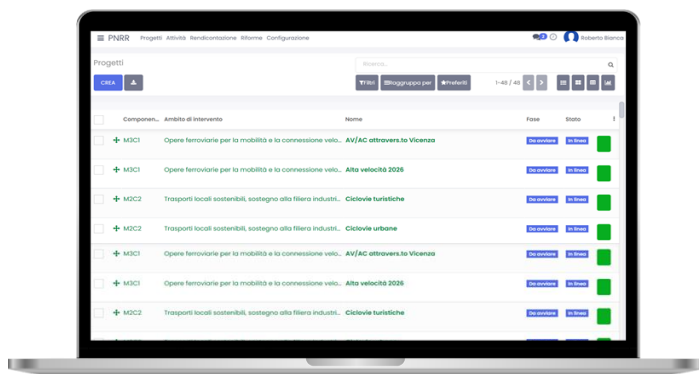 PNRR Progetti Attività Rendicontazione Riforme Configurazione Roberto Bianca
Progetti
Ricerca...
CREA Filtri Raggruppa per Preferiti 1-48 / 48
Componen... Ambito di intervento Nome Fase Stato
M3C1 Opere ferroviarie per la mobilità e la connessione velo... AV/AC attravers.to Vicenza Da avviare In linea
M3C1 Opere ferroviarie per la mobilità e la connessione velo... Alta velocità 2026 Da avviare In linea
M2C2 Trasporti locali sostenibili, sostegno alla filiera industri... Ciclovie turistiche Da avviare In linea
M2C2 Trasporti locali sostenibili, sostegno alla filiera industri... Ciclovie urbane Da avviare In linea
M3C1 Opere ferroviarie per la mobilità e la connessione velo... AV/AC attravers.to Vicenza Da avviare In linea
M3C1 Opere ferroviarie per la mobilità e la connessione velo... Alta velocità 2026 Da avviare In linea
M2C2 Trasporti locali sostenibili, sostegno alla filiera industri... Ciclovie turistiche Da avviare In linea